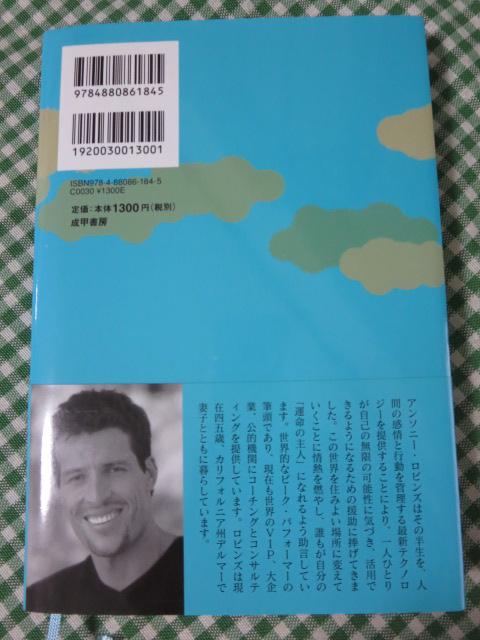 9784880861845
1920030013001
ISBN978-4-88086-184-5
C0030 ¥1300E
定価：本体1300円（税別）
成甲書房
アンソニー・ロビンズはその半生を、人
間の感情と行動を管理する最新テクノロ
ジーを提供することにより、一人ひとり
が自己の無限の可能性に気づき、活用で
きるようになるための援助に捧げてきま
した。この世界を住みよい場所に変えて
いくことに情熱を燃やし、誰もが自分の
「運命の主人」になれるよう助言してい
ます。世界的なピーク・パフォーマーの
筆頭であり、現在も世界のVIP、大企
業、公的機関にコーチングとコンサルテ
ィングを提供しています。ロビンズは現
在四五歳、カリフォルニア州デルマーで
妻子とともに暮らしています。